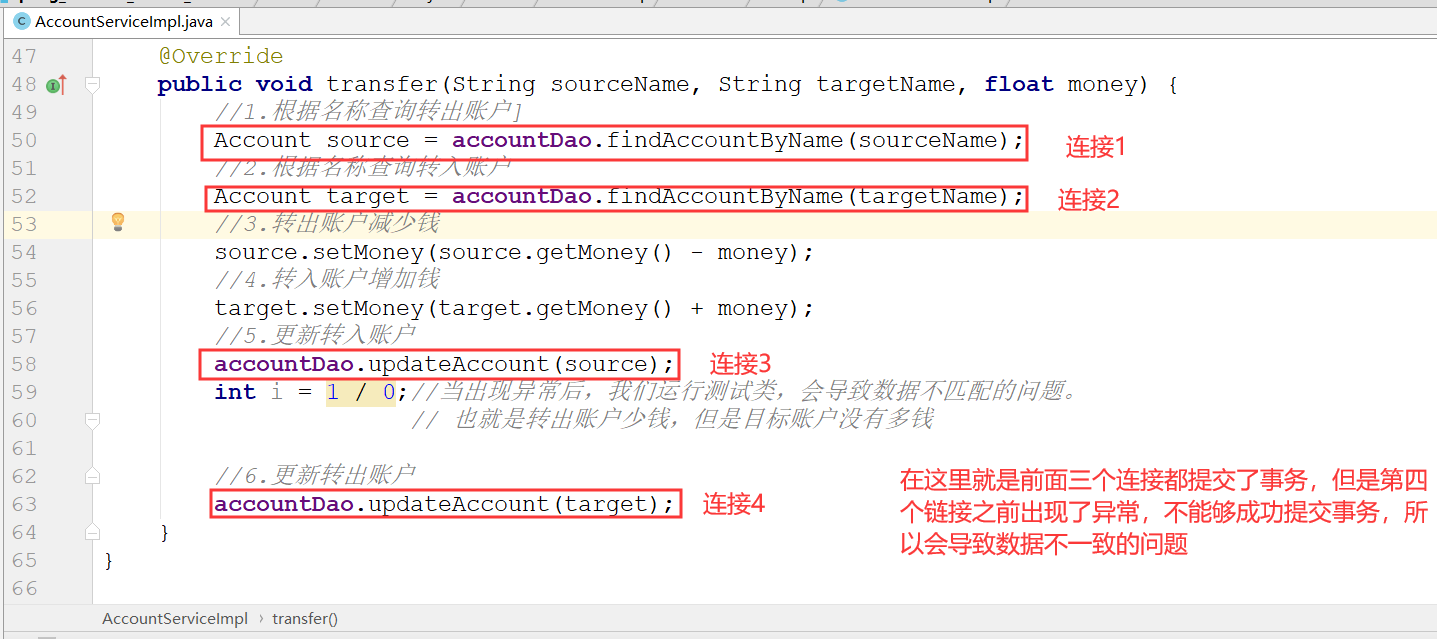 AccountServiceImpl.java
47 @Override
48 public void transfer(String sourceName, String targetName, float money) {
49 //1.根据名称查询转出账户]
50 Account source = accountDao.findAccountByName(sourceName); 连接1
51 //2.根据名称查询转入账户
52 Account target = accountDao.findAccountByName(targetName); 连接2
53 //3.转出账户减少钱
54 source.setMoney(source.getMoney() - money);
55 //4.转入账户增加钱
56 target.setMoney(target.getMoney() + money);
57 //5.更新转入账户
58 accountDao.updateAccount(source); 连接3
59 int i = 1 / 0;//当出现异常后，我们运行测试类，会导致数据不匹配的问题。
60 // 也就是转出账户少钱，但是目标账户没有多钱
61
62 //6.更新转出账户
63 accountDao.updateAccount(target); 连接4
64 }
65 }
66
在这里就是前面三个连接都提交了事务，但是第四
个链接之前出现了异常，不能够成功提交事务，所
以会导致数据不一致的问题
AccountServiceImpl › transfer()